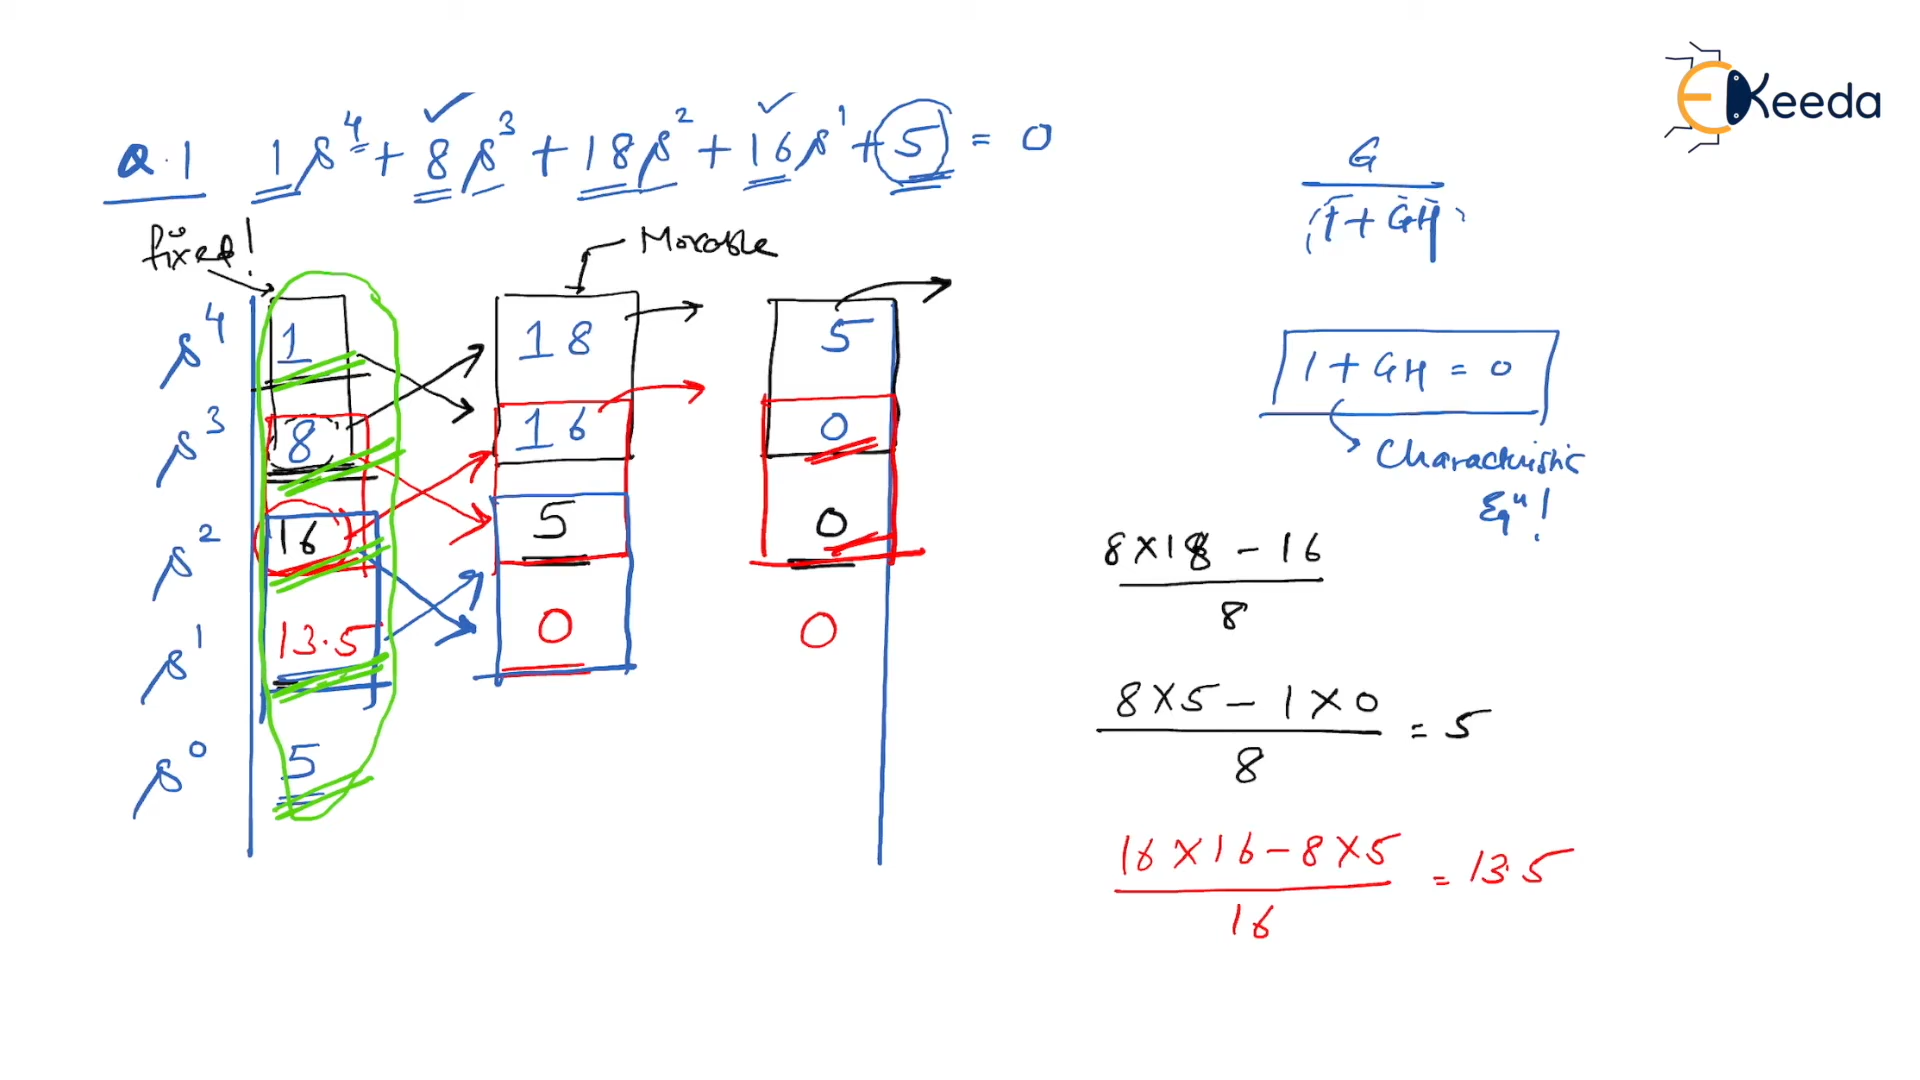 EKeeda
Q.1 1s⁴ + 8s³ + 18s² + 16s¹ + 5 = 0
fixed!
Movable
s⁴ 1 18 5
s³ 8 16 0
s² 16 5 0
s¹ 13.5 0 0
s⁰ 5
G
1 + GH
1 + GH = 0
Characteristic
Eqⁿ!
8×18 - 16
8
8×5 - 1×0 = 5
8
16×16 - 8×5 = 13.5
16